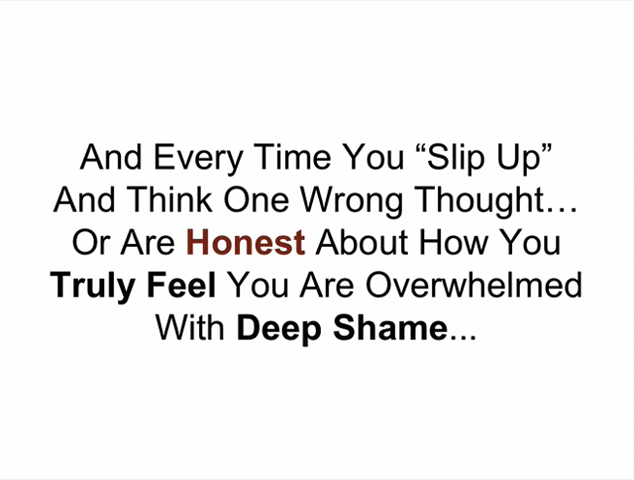 And Every Time You “Slip Up”
And Think One Wrong Thought…
Or Are Honest About How You
Truly Feel You Are Overwhelmed
With Deep Shame...